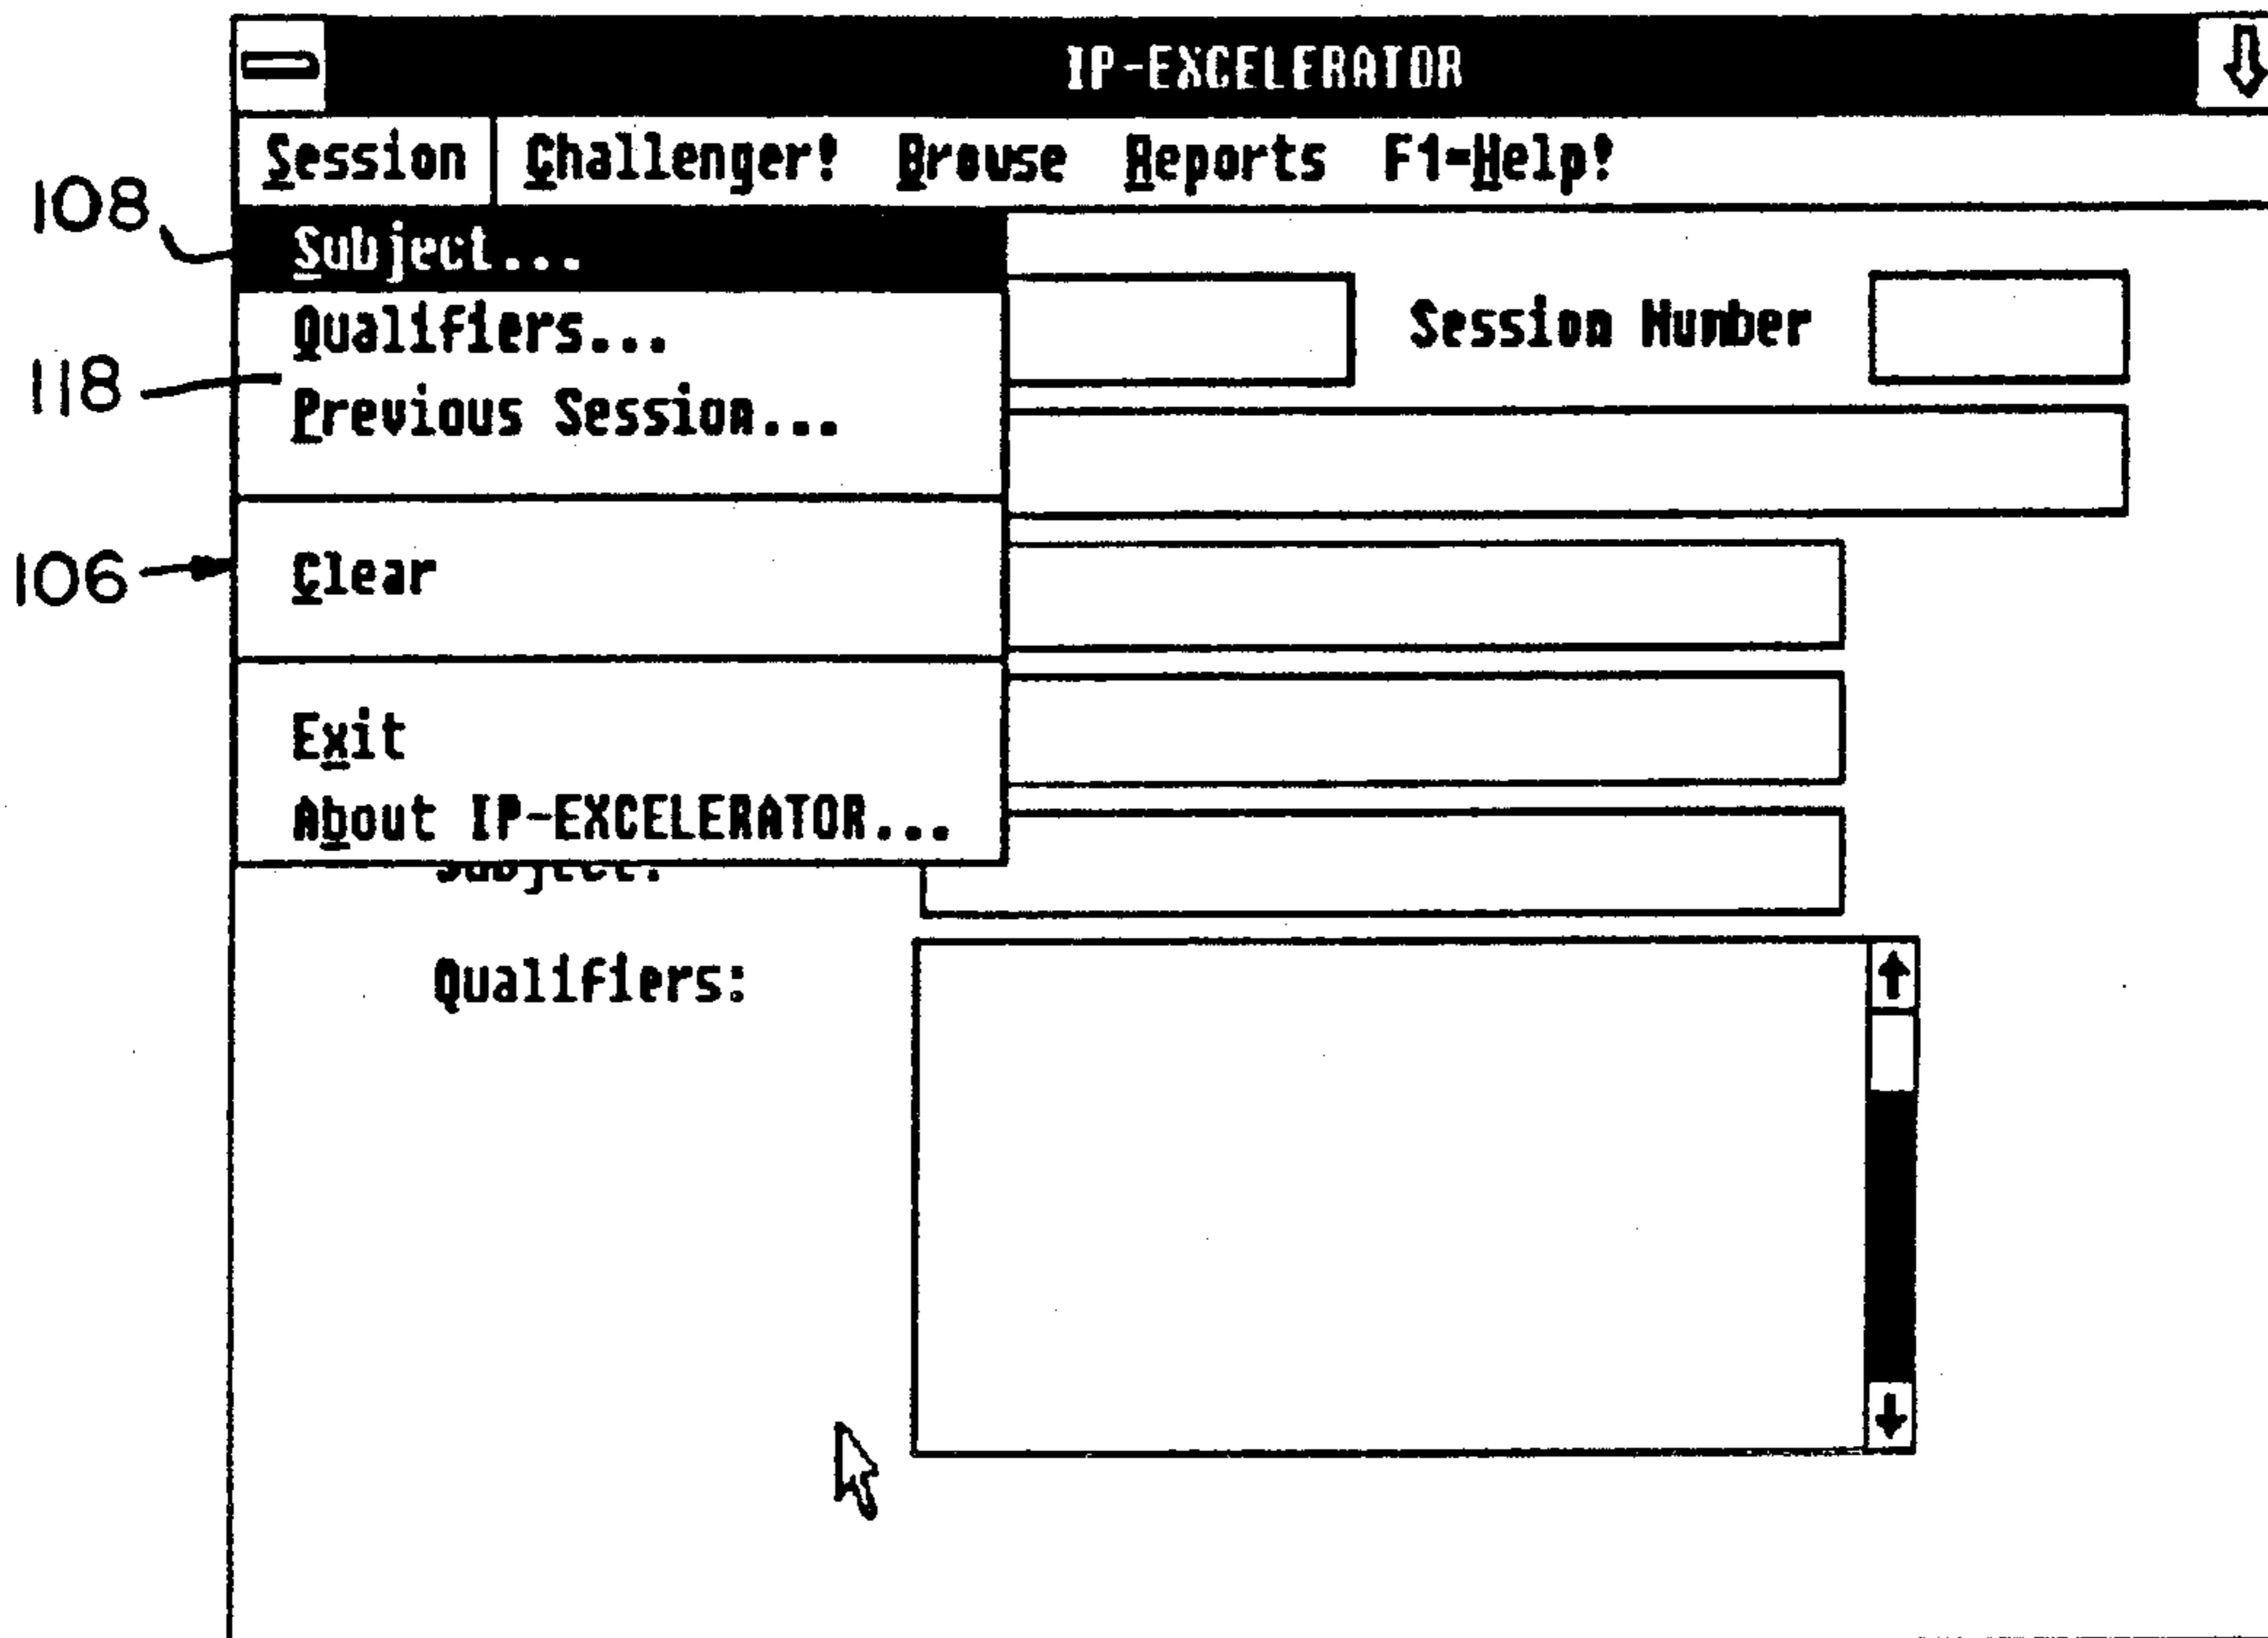 IP-EXCELERATOR
Session Challenger! Browse Reports F1=Help!
108
Subject...
Qualifiers...
Session Number
118
Previous Session...
106
Clear
Exit
About IP-EXCELERATOR...
Subject:
Qualifiers: